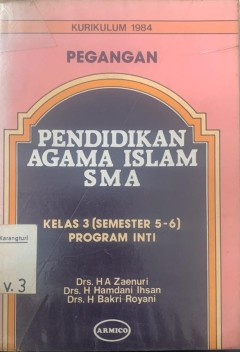 KURIKULUM 1984
PEGANGAN
PENDIDIKAN
AGAMA ISLAM
SMA
KELAS 3 (SEMESTER 5-6)
PROGRAM INTI
Karangturi
v. 3
Drs. H A Zaenuri
Drs. H Hamdani Ihsan
Drs. H Bakri Royani
ARMICO